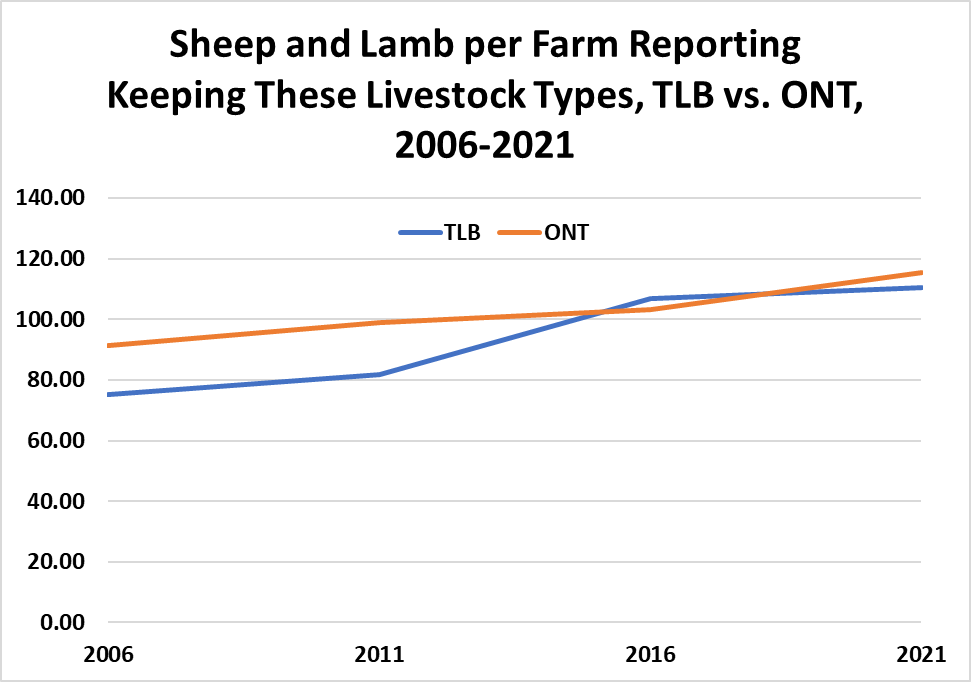 Sheep and Lamb per Farm Reporting
Keeping These Livestock Types, TLB vs. ONT,
2006-2021
140.00
TLB ONT
120.00
100.00
80.00
60.00
40.00
20.00
0.00
2006 2011 2016 2021